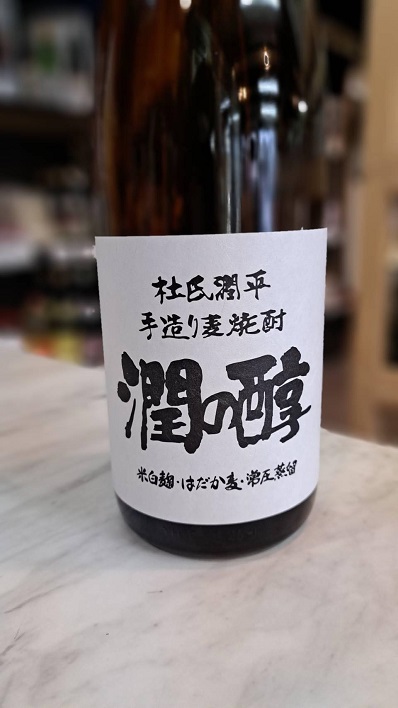 杜氏潤平
手造り麦焼酎
潤の醇
米白麹・はだか麦・常圧蒸留